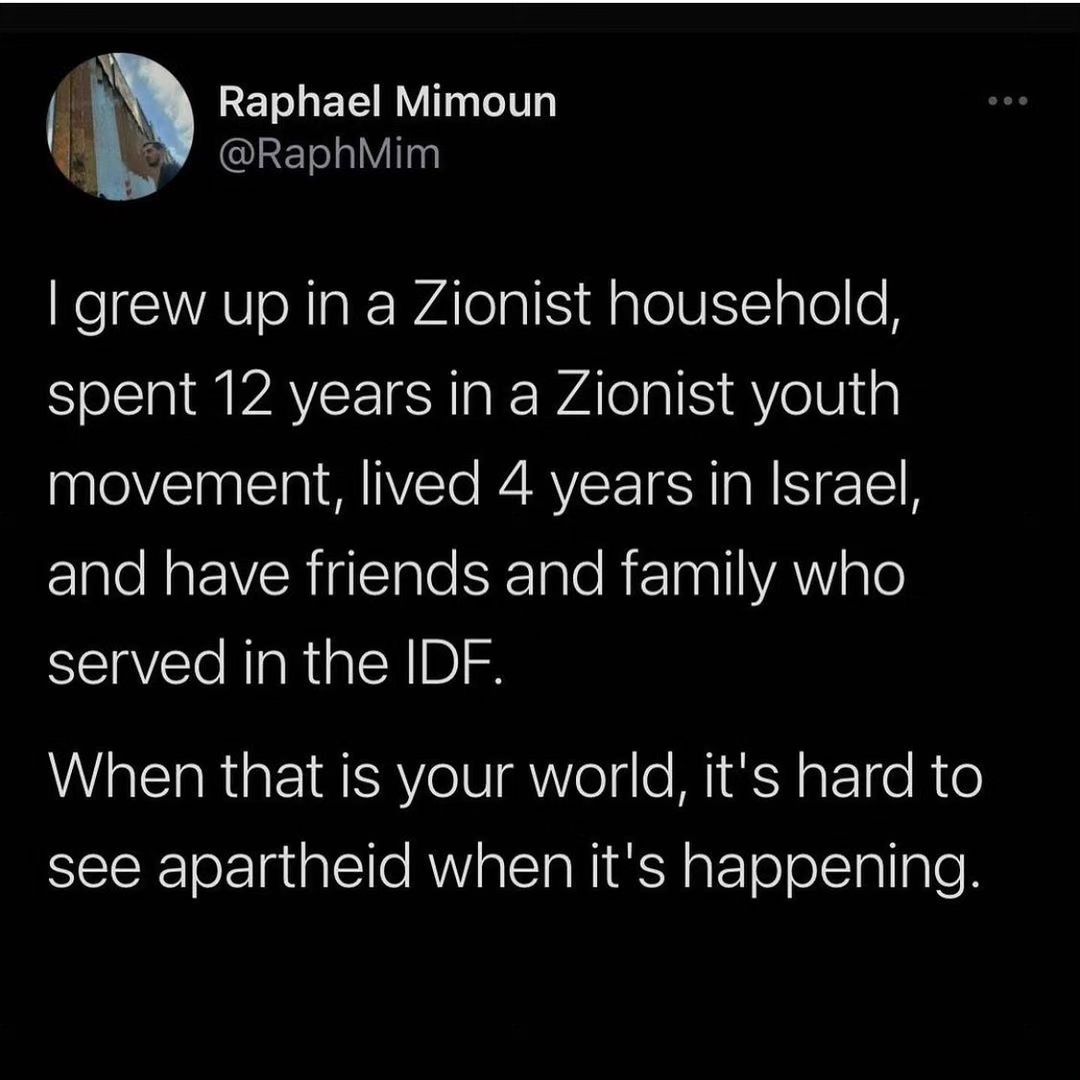 Raphael Mimoun
@RaphMim
I grew up in a Zionist household,
spent 12 years in a Zionist youth
movement, lived 4 years in Israel,
and have friends and family who
served in the IDF.
When that is your world, it's hard to
see apartheid when it's happening.